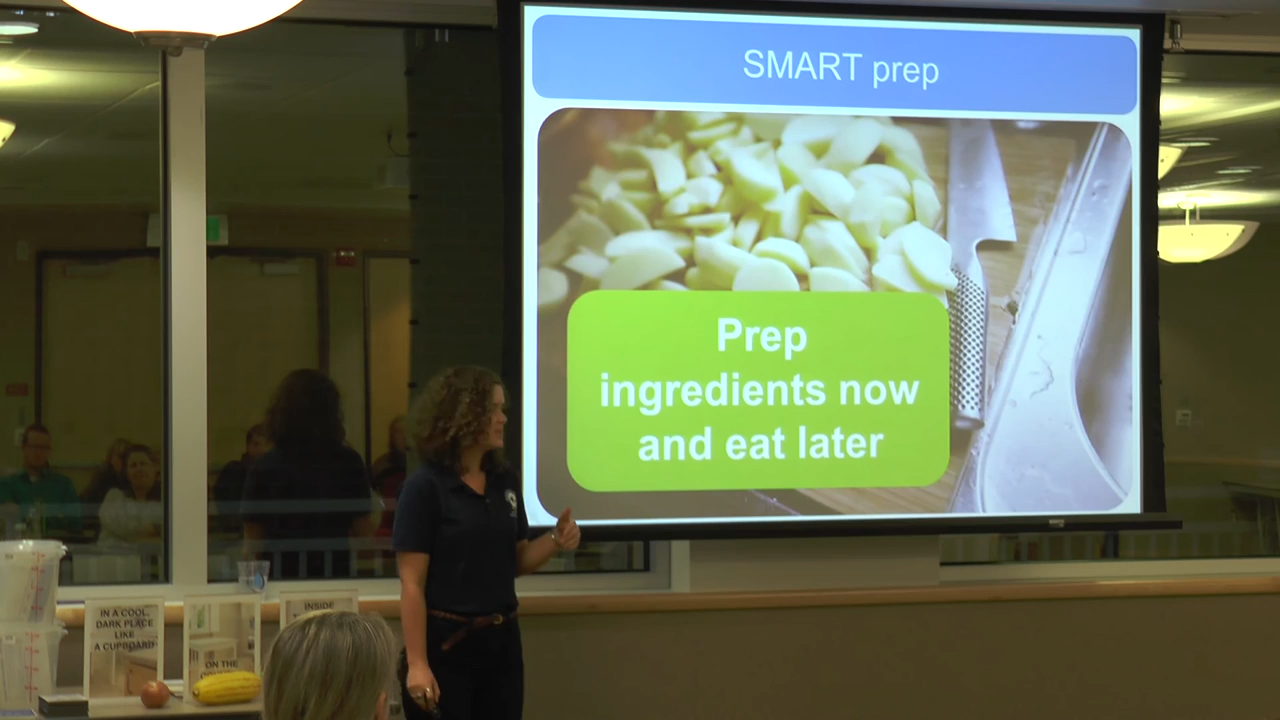 SMART prep
Prep
ingredients now
and eat later
IN A COOL,
DARK PLACE
LIKE
A CUPBOARD
ON THE
INSIDE